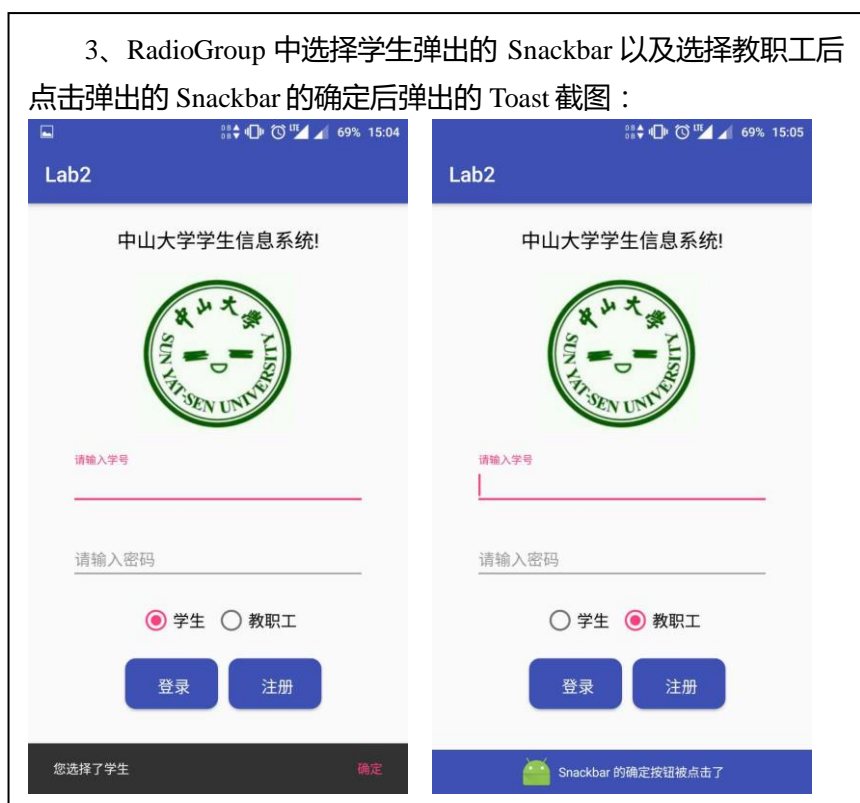 3、RadioGroup 中选择学生弹出的 Snackbar 以及选择教职工后
点击弹出的 Snackbar 的确定后弹出的 Toast 截图：
LTE 69% 15:04
Lab2
中山大学学生信息系统!
中山大学
SUN YAT-SEN UNIVERSITY
请输入学号
请输入密码
学生 教职工
登录 注册
您选择了学生 确定
LTE 69% 15:05
Lab2
中山大学学生信息系统!
中山大学
SUN YAT-SEN UNIVERSITY
请输入学号
请输入密码
学生 教职工
登录 注册
Snackbar 的确定按钮被点击了